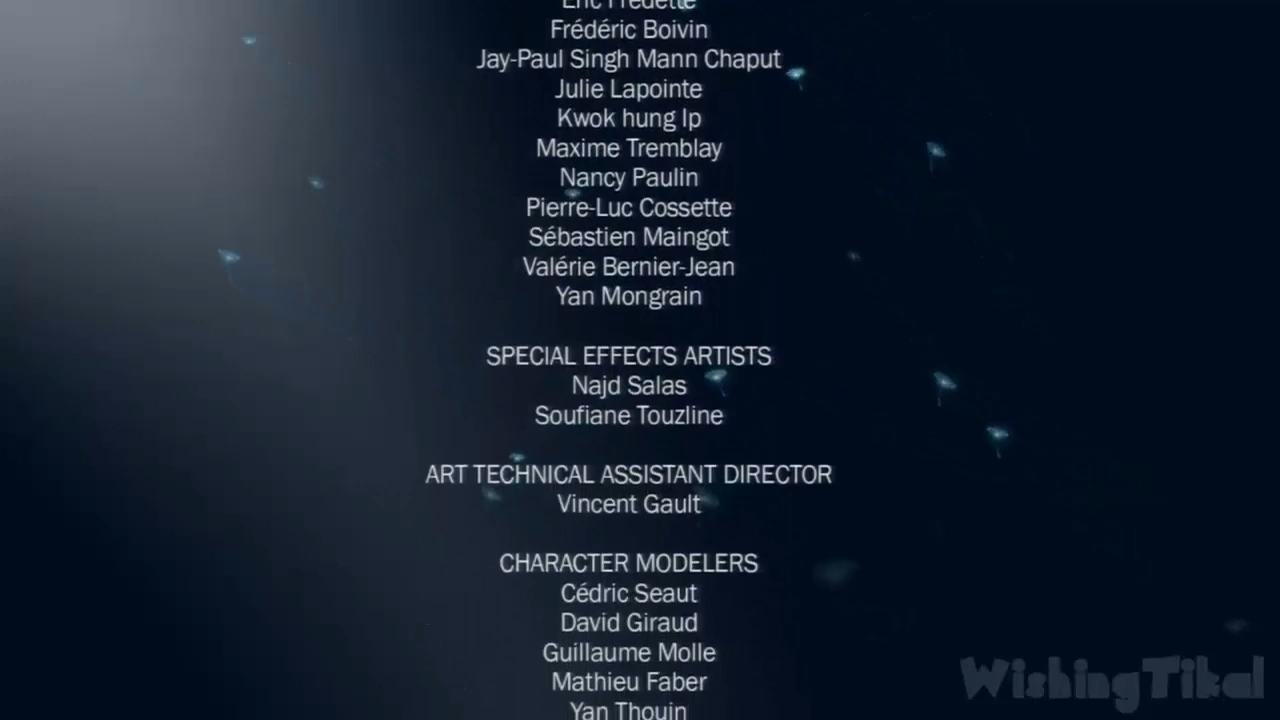 Eric Fredette
Frédéric Boivin
Jay-Paul Singh Mann Chaput
Julie Lapointe
Kwok hung Ip
Maxime Tremblay
Nancy Paulin
Pierre-Luc Cossette
Sébastien Maingot
Valérie Bernier-Jean
Yan Mongrain
SPECIAL EFFECTS ARTISTS
Najd Salas
Soufiane Touzline
ART TECHNICAL ASSISTANT DIRECTOR
Vincent Gault
CHARACTER MODELERS
Cédric Seaut
David Giraud
Guillaume Molle
Mathieu Faber
Yan Thouin
WishingTikal